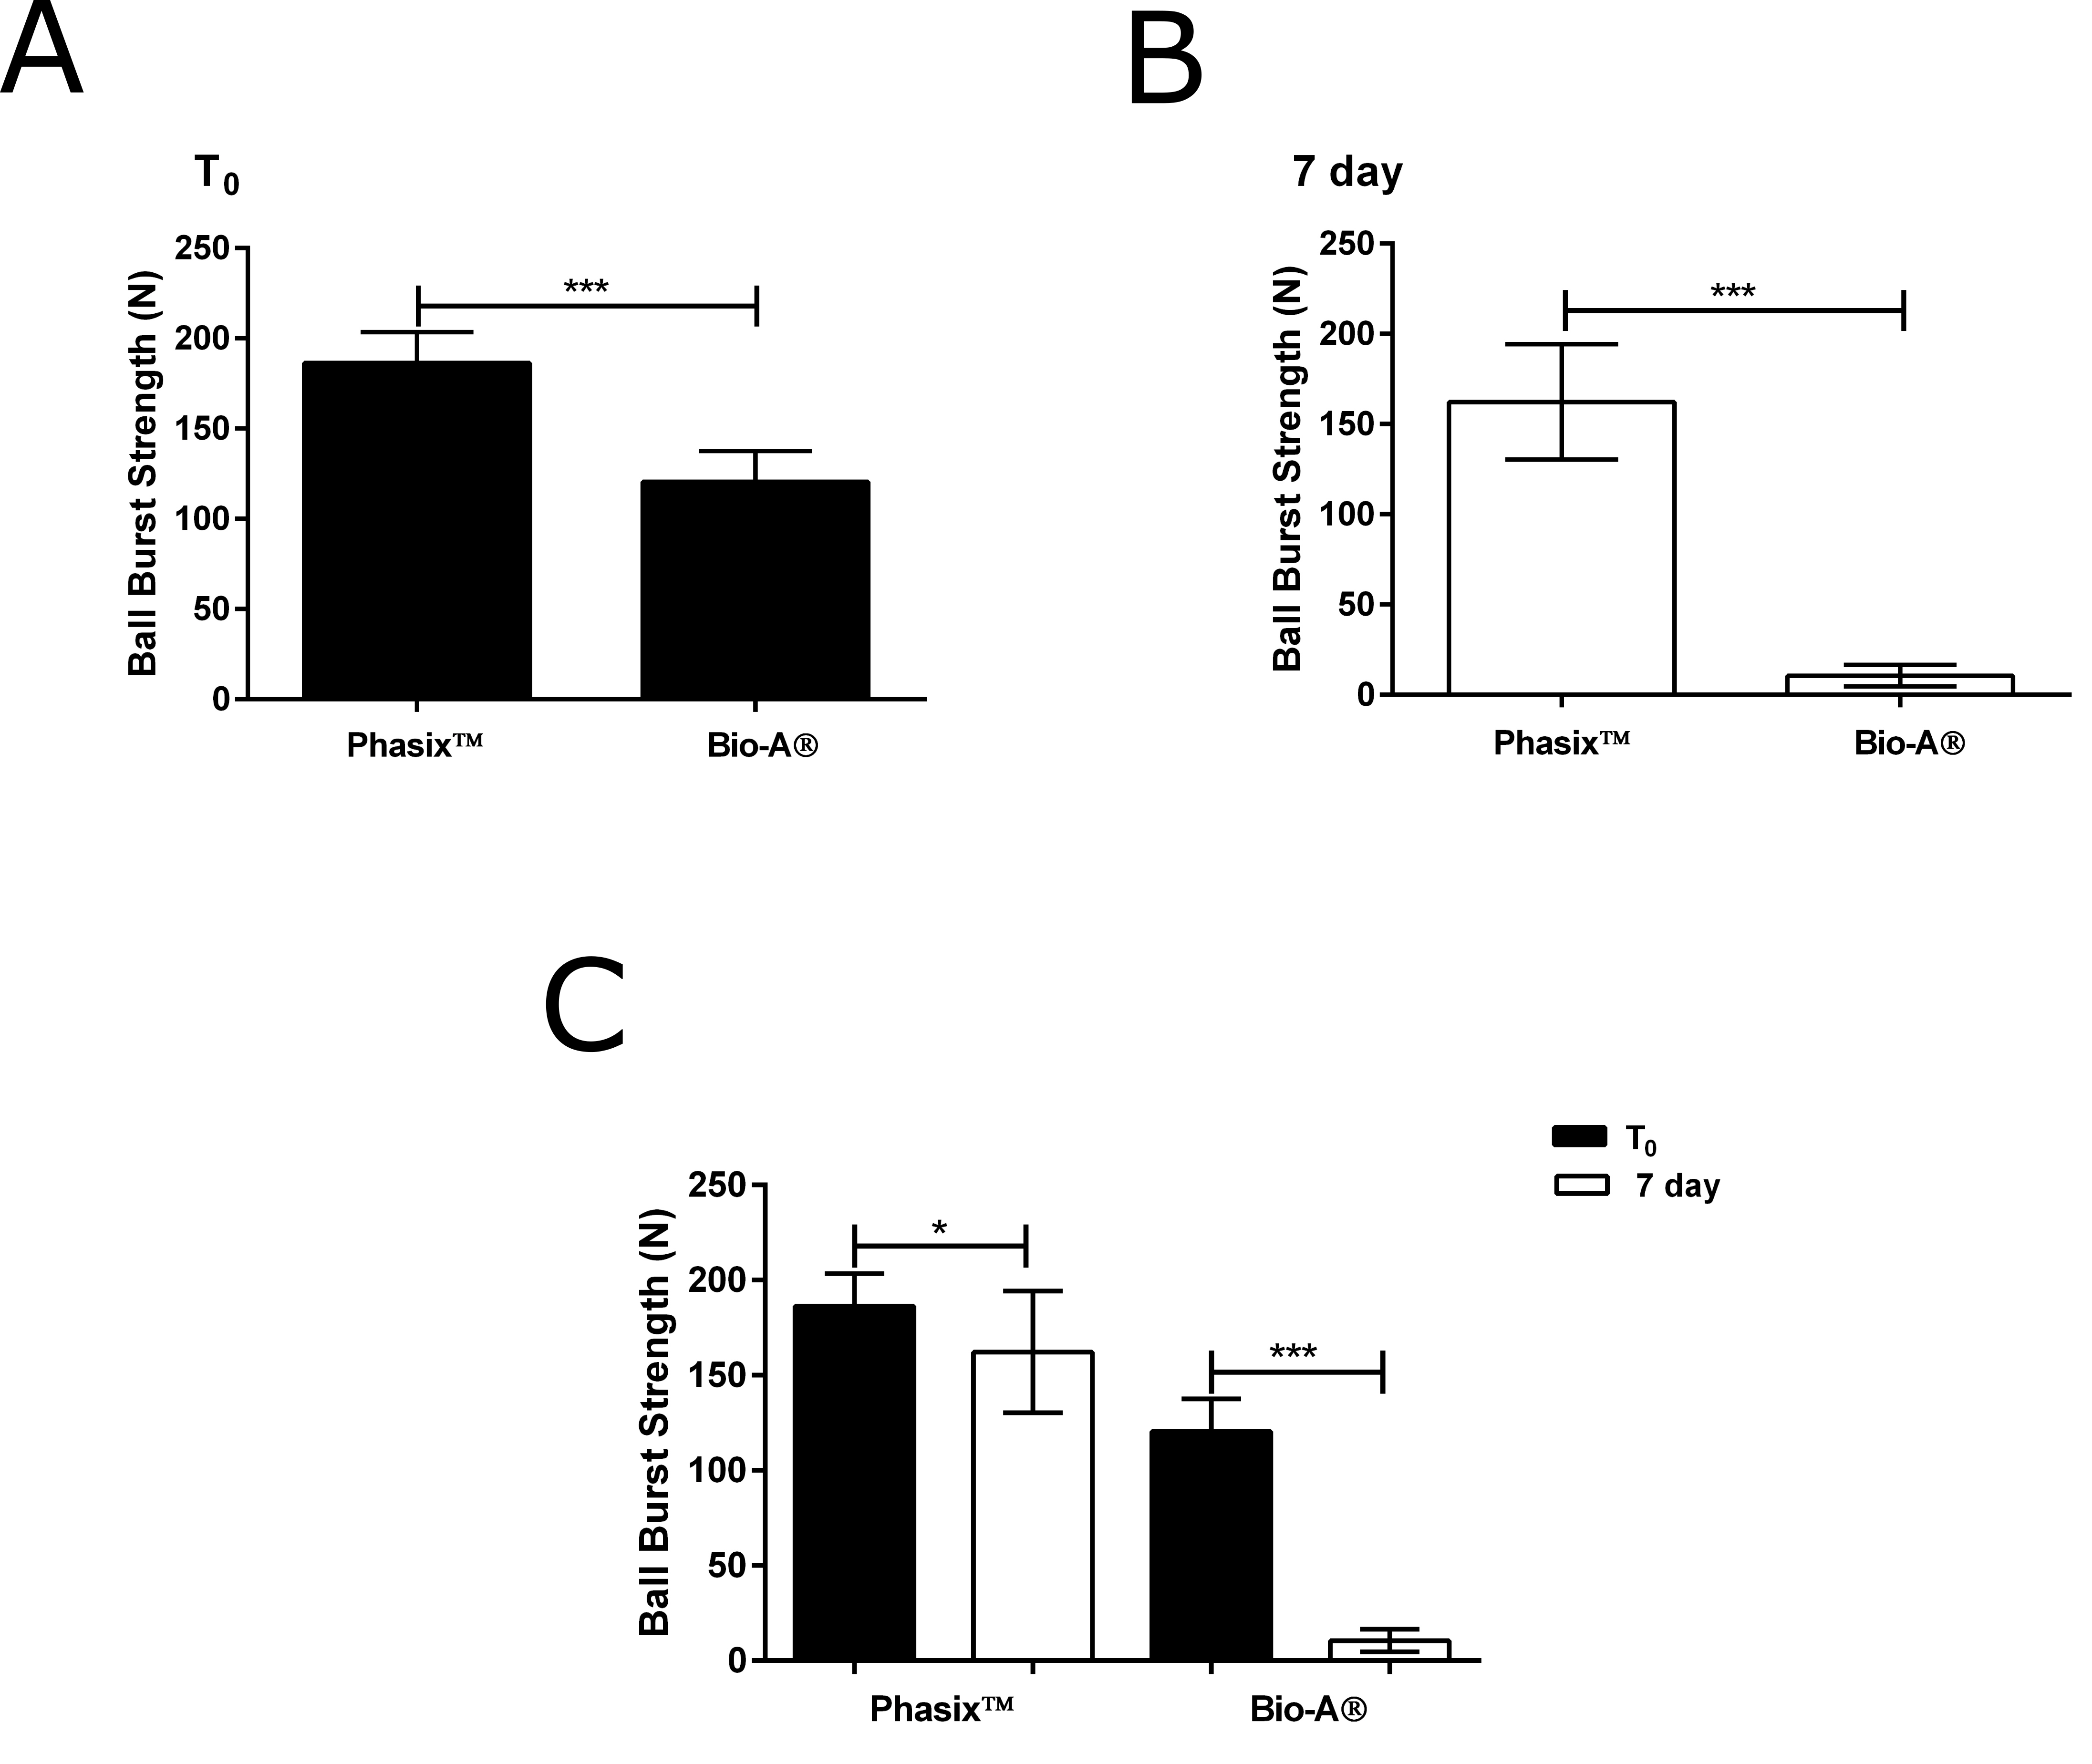 A
B
T0
7 day
Ball Burst Strength (N)
250
200
150
100
50
0
***
Phasix™
Bio-A®
Ball Burst Strength (N)
250
200
150
100
50
0
***
Phasix™
Bio-A®
C
T0
7 day
Ball Burst Strength (N)
250
200
150
100
50
0
*
***
Phasix™
Bio-A®